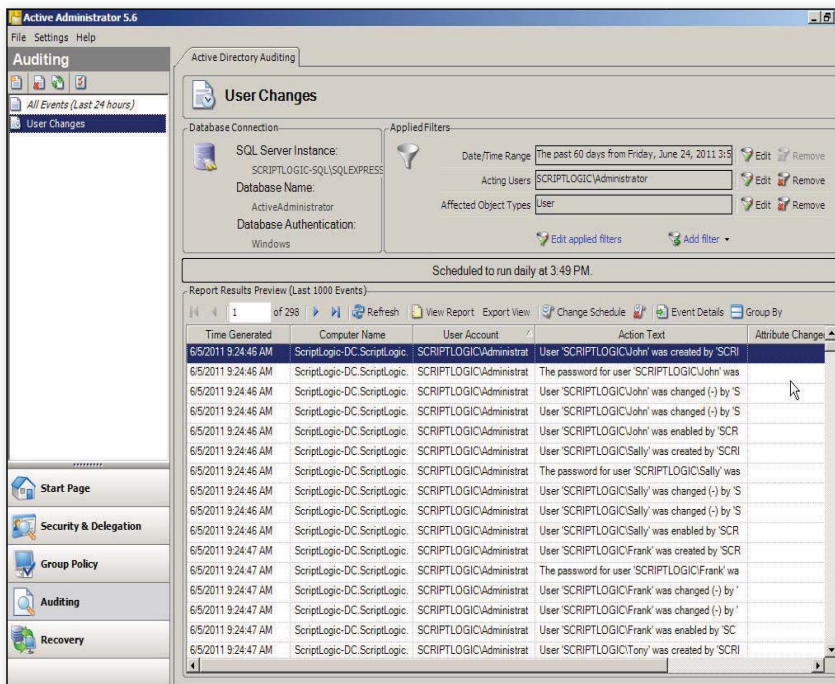 Active Administrator 5.6
File Settings Help
Auditing
All Events (Last 24 hours)
User Changes
Start Page
Security & Delegation
Group Policy
Auditing
Recovery
Active Directory Auditing
User Changes
Database Connection
SQL Server Instance:
SCRIPTLOGIC-SQL\SQLEXPRESS
Database Name:
ActiveAdministrator
Database Authentication:
Windows
Applied Filters
Date/Time Range The past 60 days from Friday, June 24, 2011 3:5 Edit Remove
Acting Users SCRIPTLOGIC\Administrator Edit Remove
Affected Object Types User Edit Remove
Edit applied filters Add filter
Scheduled to run daily at 3:49 PM.
Report Results Preview (Last 1000 Events)
1 of 298 Refresh View Report Export View Change Schedule Event Details Group By
Time Generated Computer Name User Account Action Text Attribute Change
6/5/2011 9:24:46 AM ScriptLogic-DC.ScriptLogic. SCRIPTLOGIC\Administrat User 'SCRIPTLOGIC\John' was created by 'SCRI
6/5/2011 9:24:46 AM ScriptLogic-DC.ScriptLogic. SCRIPTLOGIC\Administrat The password for user 'SCRIPTLOGIC\John' was
6/5/2011 9:24:46 AM ScriptLogic-DC.ScriptLogic. SCRIPTLOGIC\Administrat User 'SCRIPTLOGIC\John' was changed (-) by 'S
6/5/2011 9:24:46 AM ScriptLogic-DC.ScriptLogic. SCRIPTLOGIC\Administrat User 'SCRIPTLOGIC\John' was changed (-) by 'S
6/5/2011 9:24:46 AM ScriptLogic-DC.ScriptLogic. SCRIPTLOGIC\Administrat User 'SCRIPTLOGIC\John' was enabled by 'SCR
6/5/2011 9:24:46 AM ScriptLogic-DC.ScriptLogic. SCRIPTLOGIC\Administrat User 'SCRIPTLOGIC\Sally' was created by 'SCRI
6/5/2011 9:24:46 AM ScriptLogic-DC.ScriptLogic. SCRIPTLOGIC\Administrat The password for user 'SCRIPTLOGIC\Sally' was
6/5/2011 9:24:46 AM ScriptLogic-DC.ScriptLogic. SCRIPTLOGIC\Administrat User 'SCRIPTLOGIC\Sally' was changed (-) by 'S
6/5/2011 9:24:46 AM ScriptLogic-DC.ScriptLogic. SCRIPTLOGIC\Administrat User 'SCRIPTLOGIC\Sally' was changed (-) by 'S
6/5/2011 9:24:46 AM ScriptLogic-DC.ScriptLogic. SCRIPTLOGIC\Administrat User 'SCRIPTLOGIC\Sally' was enabled by 'SCR
6/5/2011 9:24:47 AM ScriptLogic-DC.ScriptLogic. SCRIPTLOGIC\Administrat User 'SCRIPTLOGIC\Frank' was created by 'SCR
6/5/2011 9:24:47 AM ScriptLogic-DC.ScriptLogic. SCRIPTLOGIC\Administrat The password for user 'SCRIPTLOGIC\Frank' wa
6/5/2011 9:24:47 AM ScriptLogic-DC.ScriptLogic. SCRIPTLOGIC\Administrat User 'SCRIPTLOGIC\Frank' was changed (-) by '
6/5/2011 9:24:47 AM ScriptLogic-DC.ScriptLogic. SCRIPTLOGIC\Administrat User 'SCRIPTLOGIC\Frank' was changed (-) by '
6/5/2011 9:24:47 AM ScriptLogic-DC.ScriptLogic. SCRIPTLOGIC\Administrat User 'SCRIPTLOGIC\Frank' was enabled by 'SC
6/5/2011 9:24:47 AM ScriptLogic-DC.ScriptLogic. SCRIPTLOGIC\Administrat User 'SCRIPTLOGIC\Tony' was created by 'SCRI